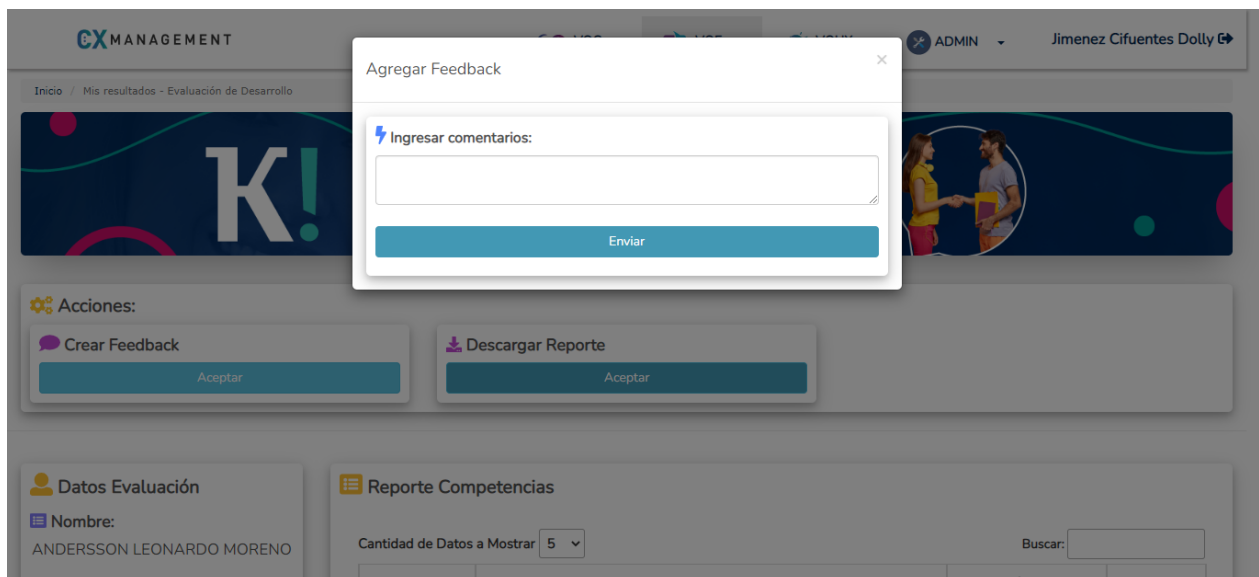 CXMANAGEMENT
ADMIN
Jimenez Cifuentes Dolly
Inicio / Mis resultados - Evaluación de Desarrollo
Agregar Feedback
×
Ingresar comentarios:
Enviar
K!
Acciones:
Crear Feedback
Descargar Reporte
Aceptar
Aceptar
Datos Evaluación
Nombre:
ANDERSSON LEONARDO MORENO
Reporte Competencias
Cantidad de Datos a Mostrar 5
Buscar: